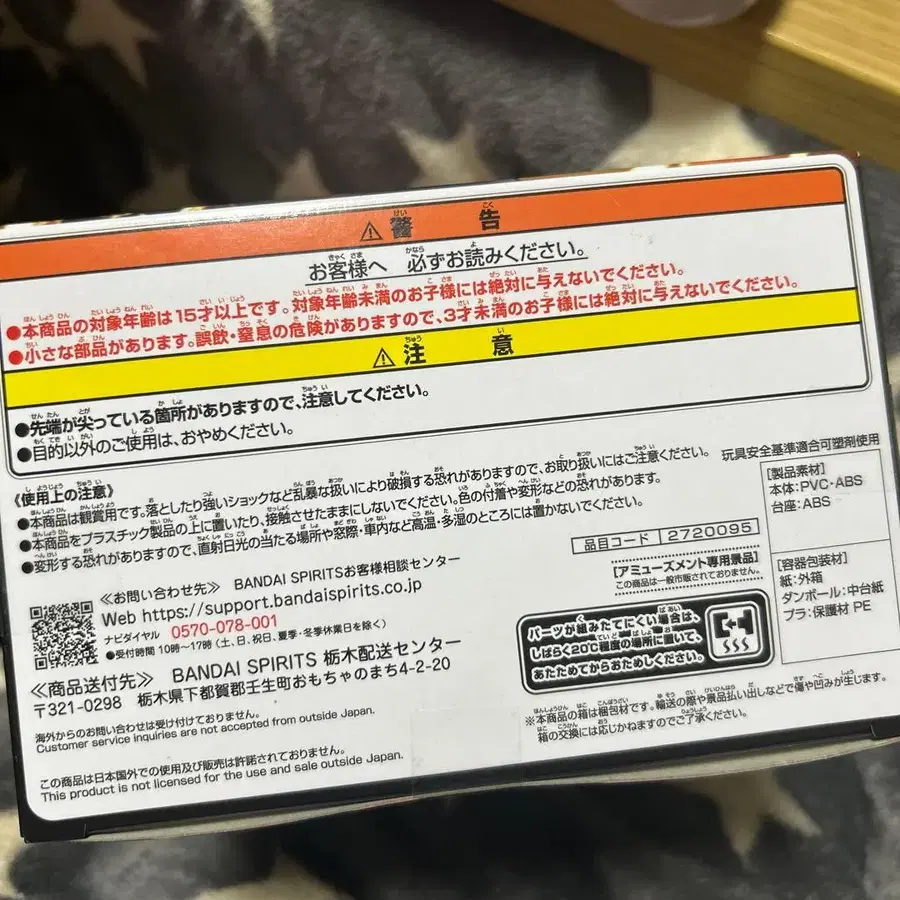 ⚠ 警告
お客様へ 必ずお読みください。
●本商品の対象年齢は15才以上です。対象年齢未満のお子様には絶対に与えないでください。
●小さな部品があります。誤飲・窒息の危険がありますので、3才未満のお子様には絶対に与えないでください。
⚠ 注意
●先端が尖っている箇所がありますので、注意してください。
●目的以外のご使用は、おやめください。
《使用上の注意》
●本商品は観賞用です。落としたり強いショックなど乱暴な扱いにより破損する恐れがありますので、お取り扱いにはご注意ください。
●本商品をプラスチック製品の上に置いたり、接触させたままにしないでください。色の付着や変形などの恐れがあります。
●変形する恐れがありますので、直射日光の当たる場所や窓際・車内など高温・多湿のところには置かないでください。
玩具安全基準適合可塑剤使用
[製品素材]
本体:PVC・ABS
台座:ABS
品目コード 2720095
[アミューズメント専用景品]
この商品は一般市販されておりません。
[容器包装材]
紙:外箱
ダンボール:中台紙
プラ:保護材 PE
≪お問い合わせ先≫ BANDAI SPIRITSお客様相談センター
Web https://support.bandaispirits.co.jp
ナビダイヤル 0570-078-001
●受付時間 10時~17時(土、日、祝日、夏季・冬季休業日を除く)
≪商品送付先≫ BANDAI SPIRITS 栃木配送センター
〒321-0298 栃木県下都賀郡壬生町おもちゃのまち4-2-20
パーツが組みたてにくい場合は、
しばらく20℃程度の場所に置いて、
あたためてからおためしください。
※本商品の箱は梱包材です。輸送の際や景品払い出しなどで傷や凹みが生じます。
箱の交換には応じかねますのでご了承ください。
海外からのお問い合わせは受け付けておりません。
Customer service inquiries are not accepted from outside Japan.
この商品は日本国外での使用及び販売は許諾されておりません。
This product is not licensed for the use and sale outside Japan.